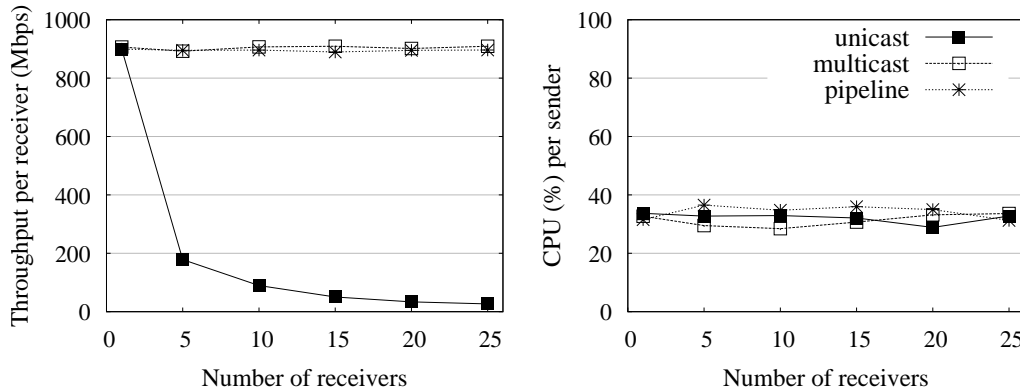 Throughput per receiver (Mbps)
1000
800
600
400
200
0
0 5 10 15 20 25
Number of receivers
CPU (%) per sender
100
80
60
40
20
0
0 5 10 15 20 25
Number of receivers
unicast
multicast
pipeline